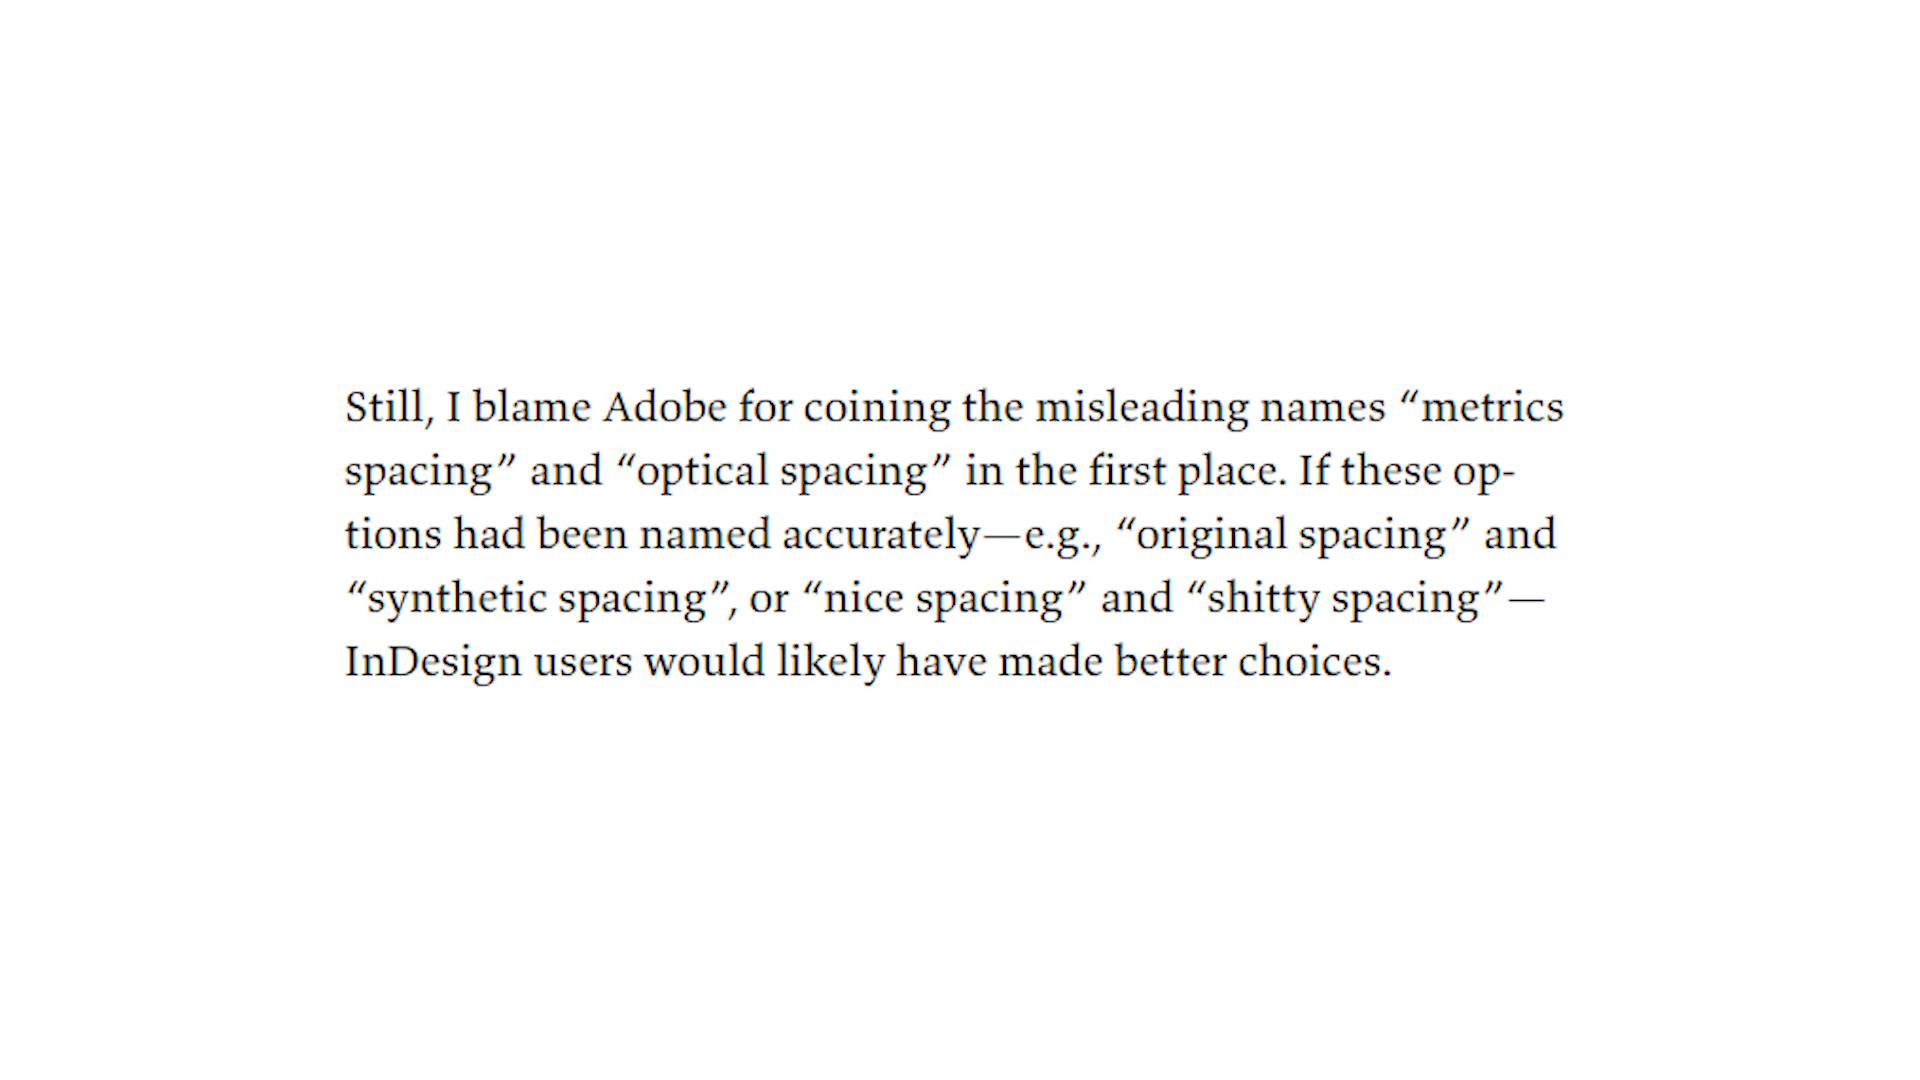 Still, I blame Adobe for coining the misleading names “metrics
spacing” and “optical spacing” in the first place. If these op-
tions had been named accurately—e.g., “original spacing” and
“synthetic spacing”, or “nice spacing” and “shitty spacing”—
InDesign users would likely have made better choices.